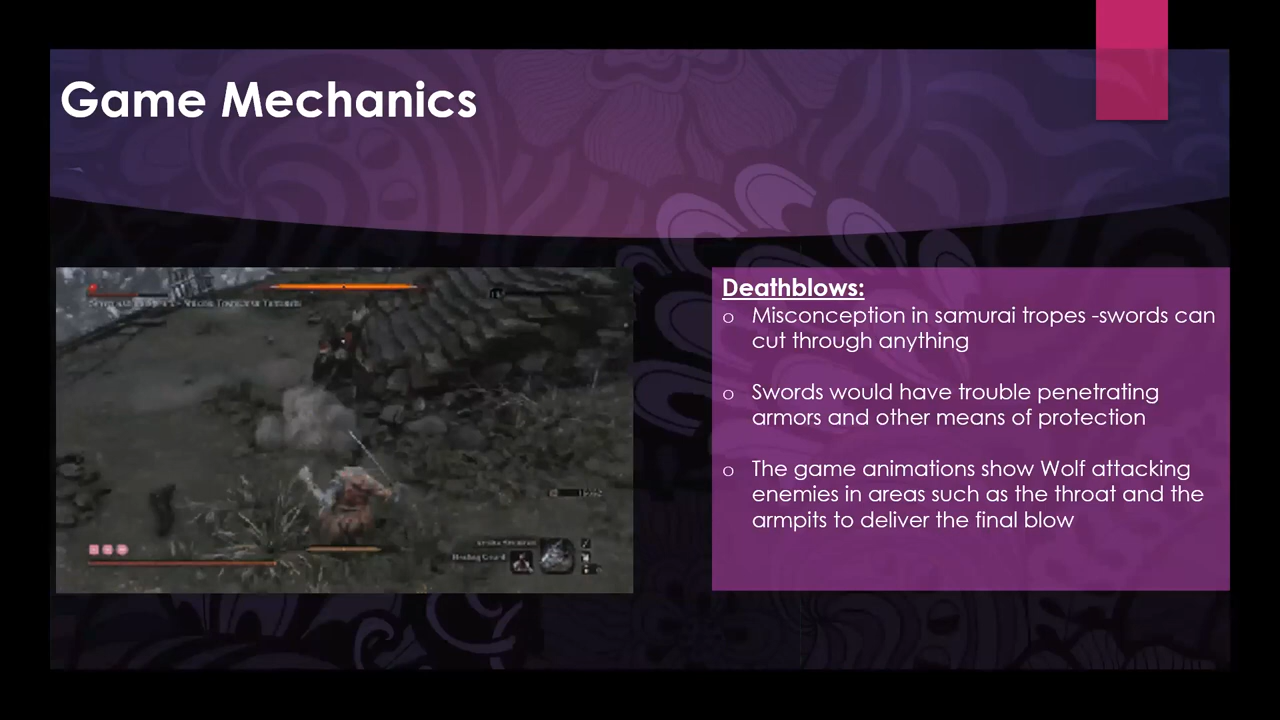 Game Mechanics
Deathblows:
o Misconception in samurai tropes -swords can
cut through anything
o Swords would have trouble penetrating
armors and other means of protection
o The game animations show Wolf attacking
enemies in areas such as the throat and the
armpits to deliver the final blow
Healing Gourd